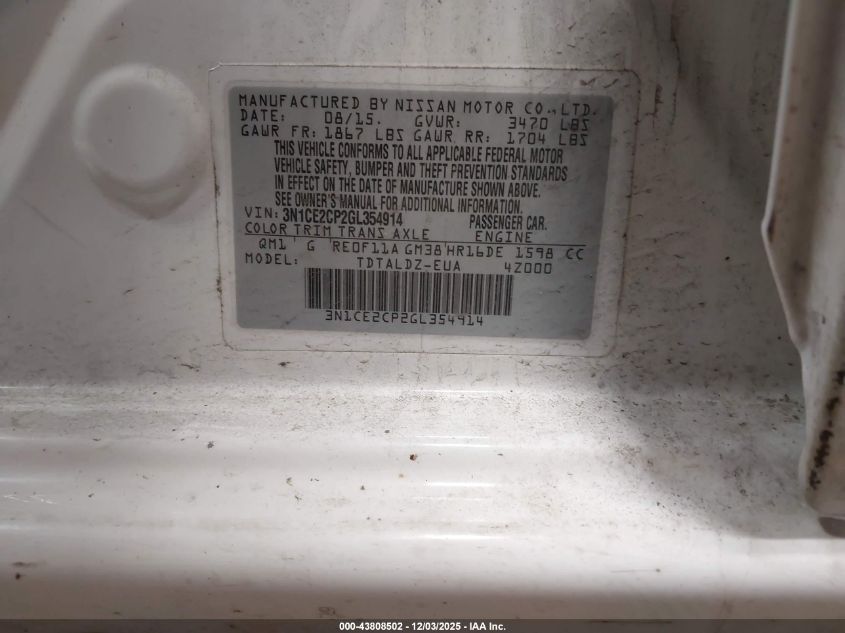 MANUFACTURED BY NISSAN MOTOR CO.,LTD.
DATE: 08/15. GVWR: 3470 LBS
GAWR FR: 1867 LBS GAWR RR: 1704 LBS
THIS VEHICLE CONFORMS TO ALL APPLICABLE FEDERAL MOTOR
VEHICLE SAFETY, BUMPER AND THEFT PREVENTION STANDARDS
IN EFFECT ON THE DATE OF MANUFACTURE SHOWN ABOVE.
SEE OWNER'S MANUAL FOR ADDITIONAL INFORMATION.
VIN: 3N1CE2CP2GL354914 PASSENGER CAR.
COLOR TRIM TRANS AXLE ENGINE
QM1 G RE0F11A GM38 HR16DE 1598 CC
MODEL: TDTALDZ-EUA 4Z000
3N1CE2CP2GL354914
000-43808502 - 12/03/2025 - IAA Inc.